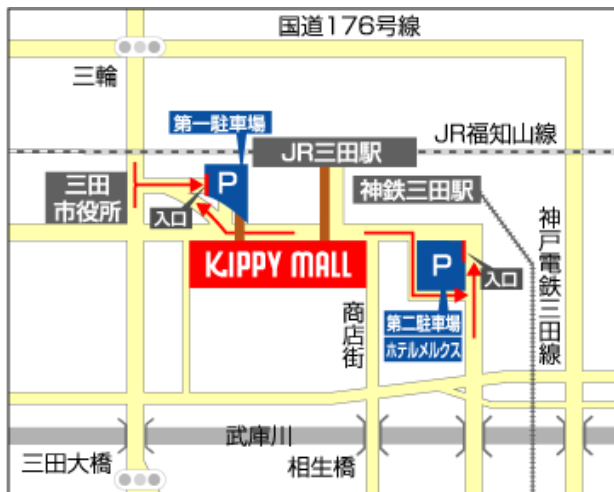 国道176号線
三輪
第一駐車場
JR福知山線
JR三田駅
P
三田
市役所
入口
神鉄三田駅
神戸電鉄三田線
KIPPY MALL
P
入口
商店街
第二駐車場
ホテルメルクス
武庫川
三田大橋
相生橋